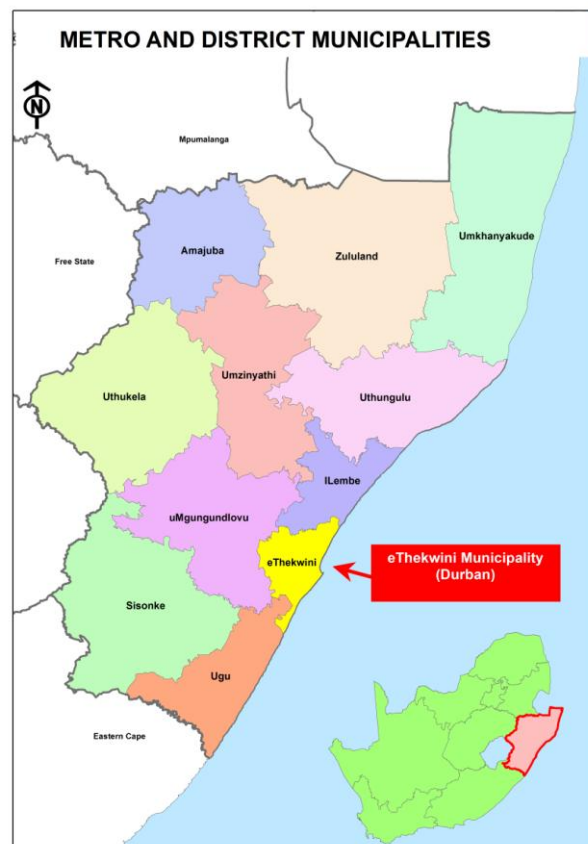 METRO AND DISTRICT MUNICIPALITIES
N
Mpumalanga
Amajuba
Umkhanyakude
Zululand
Free State
Umzinyathi
Uthukela
Uthungulu
ILembe
uMgungundlovu
eThekwini
eThekwini Municipality
(Durban)
Sisonke
Ugu
Eastern Cape